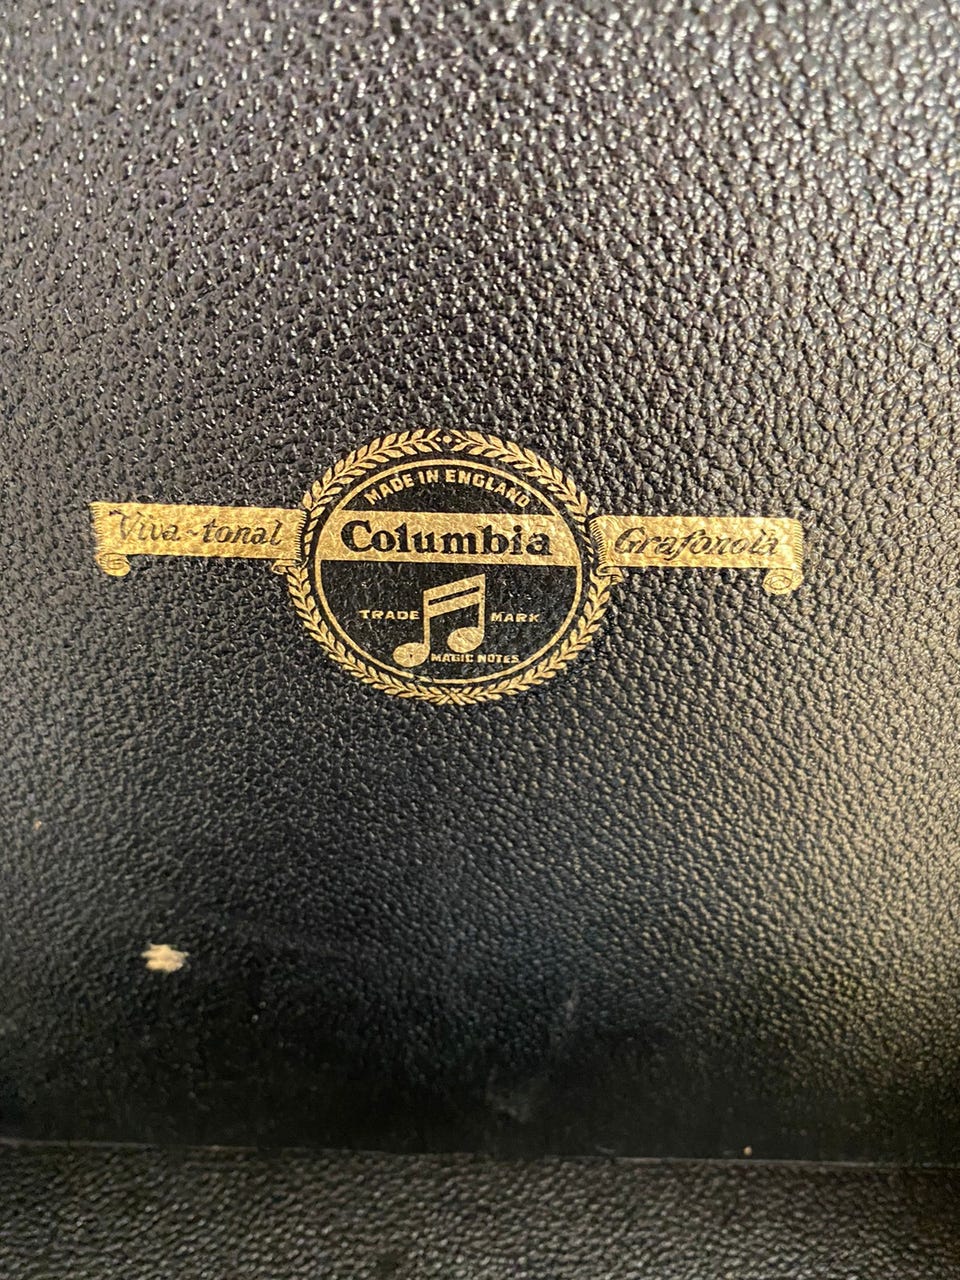 MADE IN ENGLAND
Viva-tonal Columbia Grafonola
TRADE MARK
MAGIC NOTES